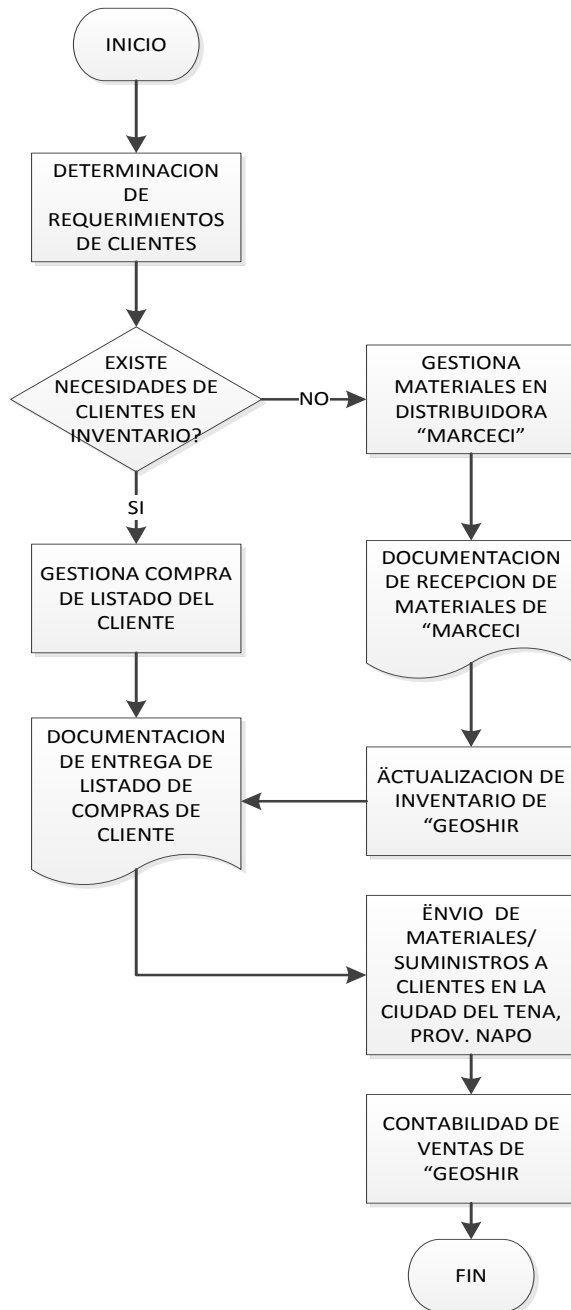 INICIO
DETERMINACION
DE
REQUERIMIENTOS
DE CLIENTES
EXISTE
NECESIDADES DE
CLIENTES EN
INVENTARIO?
NO
GESTIONA
MATERIALES EN
DISTRIBUIDORA
“MARCECI”
SI
GESTIONA COMPRA
DE LISTADO DEL
CLIENTE
DOCUMENTACION
DE RECEPCION DE
MATERIALES DE
“MARCECI
DOCUMENTACION
DE ENTREGA DE
LISTADO DE
COMPRAS DE
CLIENTE
ÄCTUALIZACION DE
INVENTARIO DE
“GEOSHIR
ËNVIO DE
MATERIALES/
SUMINISTROS A
CLIENTES EN LA
CIUDAD DEL TENA,
PROV. NAPO
CONTABILIDAD DE
VENTAS DE
“GEOSHIR
FIN